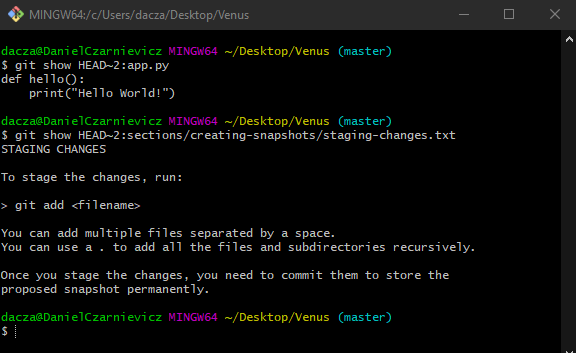 MINGW64:/c/Users/dacza/Desktop/Venus
dacza@DanielCzarnievicz MINGW64 ~/Desktop/Venus (master)
$ git show HEAD~2:app.py
def hello():
    print("Hello World!")
dacza@DanielCzarnievicz MINGW64 ~/Desktop/Venus (master)
$ git show HEAD~2:sections/creating-snapshots/staging-changes.txt
STAGING CHANGES
To stage the changes, run:
> git add <filename>
You can add multiple files separated by a space.
You can use a . to add all the files and subdirectories recursively.
Once you stage the changes, you need to commit them to store the
proposed snapshot permanently.
dacza@DanielCzarnievicz MINGW64 ~/Desktop/Venus (master)
$